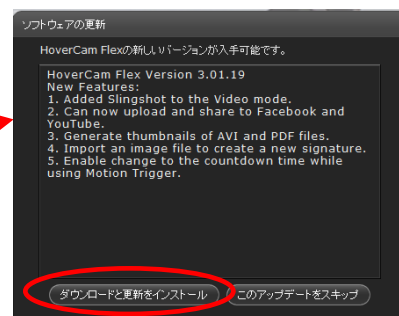 ソフトウェアの更新
HoverCam Flexの新しいバージョンが入手可能です。
HoverCam Flex Version 3.01.19
New Features:
1. Added Slingshot to the Video mode.
2. Can now upload and share to Facebook and
YouTube.
3. Generate thumbnails of AVI and PDF files.
4. Import an image file to create a new signature.
5. Enable change to the countdown time while
using Motion Trigger.
ダウンロードと更新をインストール
このアップデートをスキップ